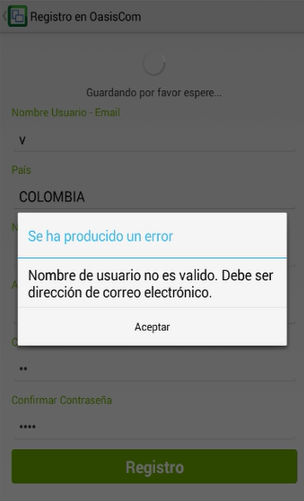 Registro en OasisCom
Guardando por favor espere...
Nombre Usuario - Email
v
País
COLOMBIA
N
Se ha producido un error
Nombre de usuario no es valido. Debe ser
dirección de correo electrónico.
Aceptar
A
C
••
Confirmar Contraseña
••••
Registro